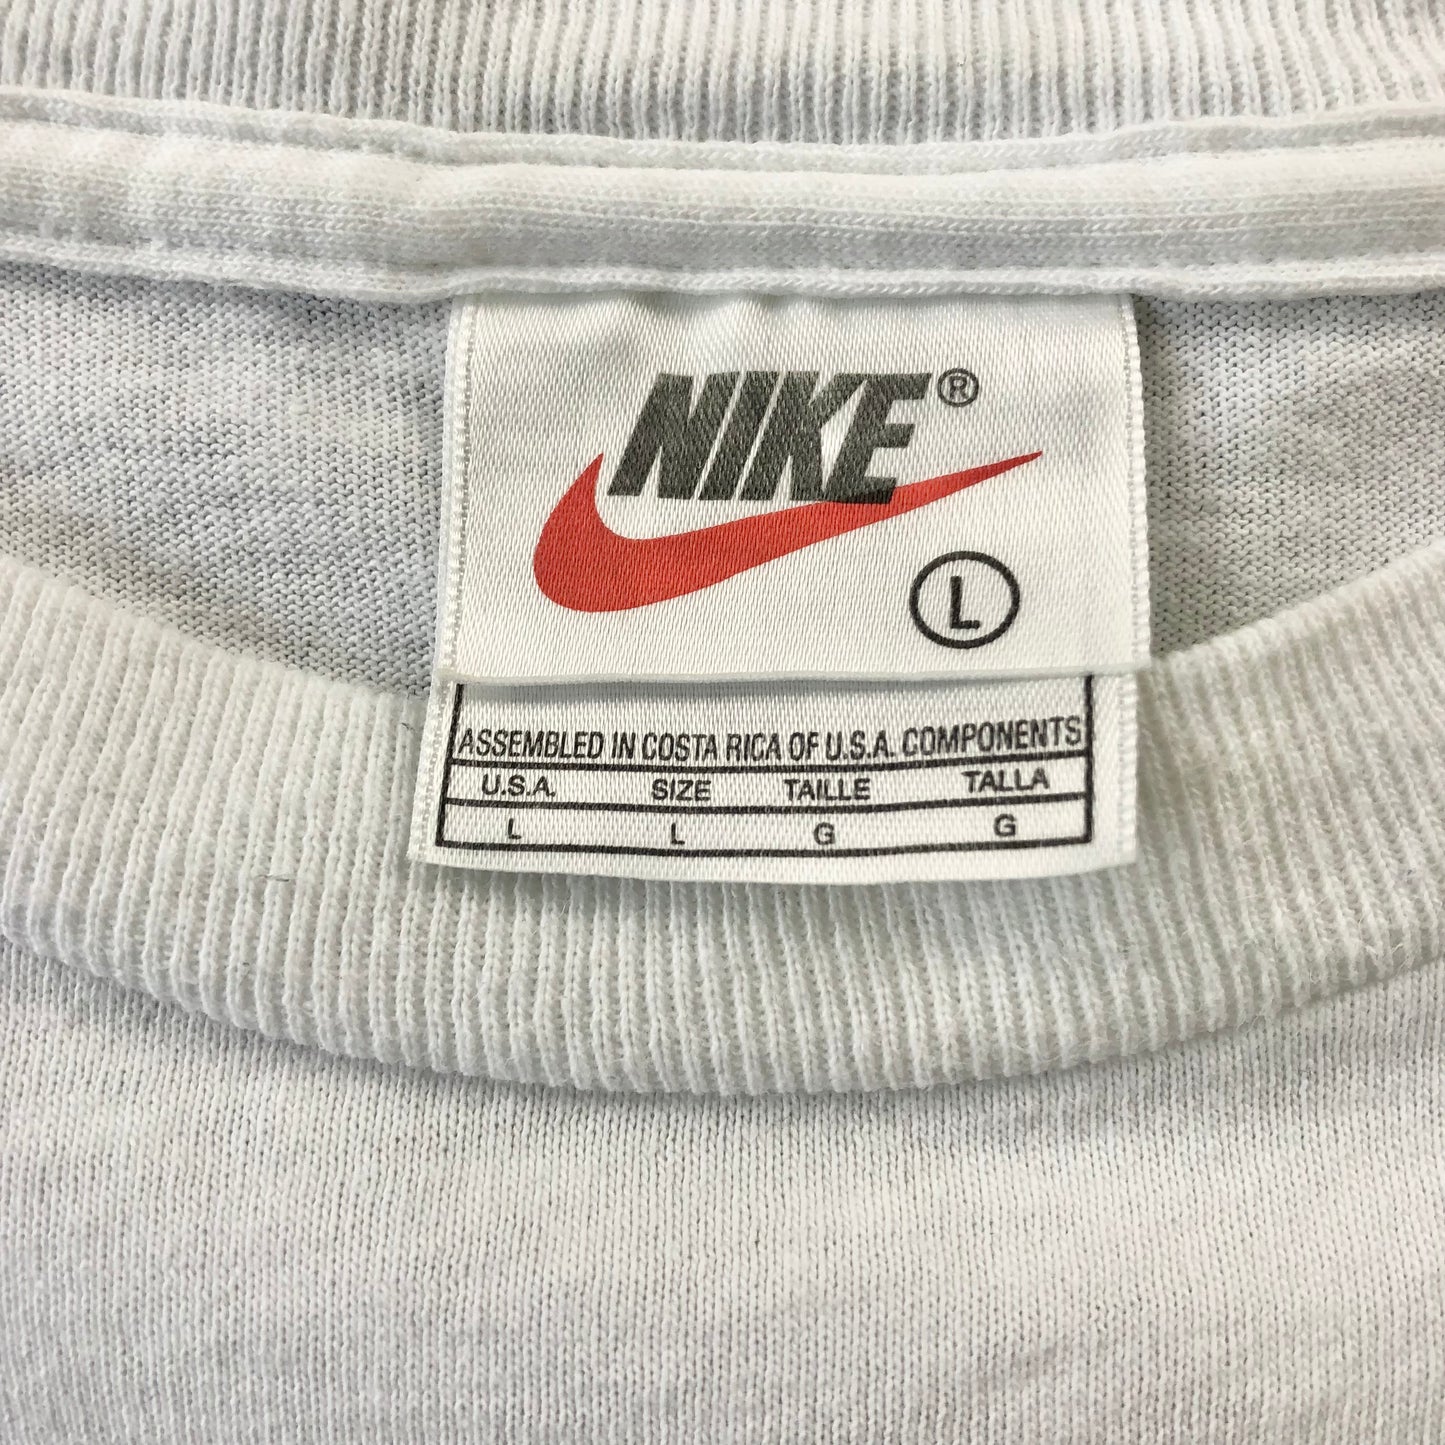 NIKE®
L
ASSEMBLED IN COSTA RICA OF U.S.A. COMPONENTS
U.S.A. SIZE TAILLE TALLA
L L G G